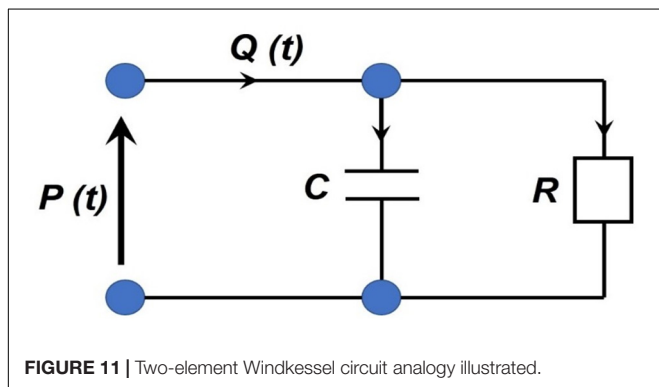 Q (t)
P (t)
C
R
FIGURE 11 | Two-element Windkessel circuit analogy illustrated.